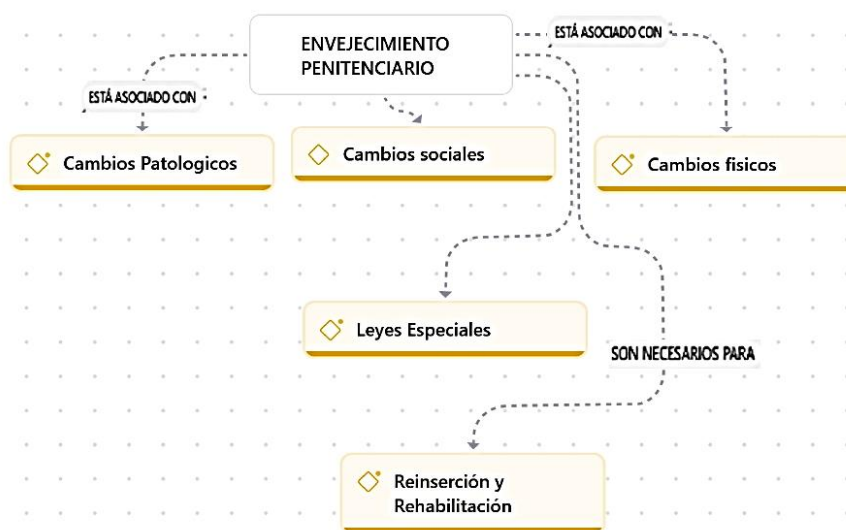 ENVEJECIMIENTO
PENITENCIARIO
ESTÁ ASOCIADO CON
ESTÁ ASOCIADO CON
Cambios Patologicos
Cambios sociales
Cambios fisicos
Leyes Especiales
SON NECESARIOS PARA
Reinserción y
Rehabilitación